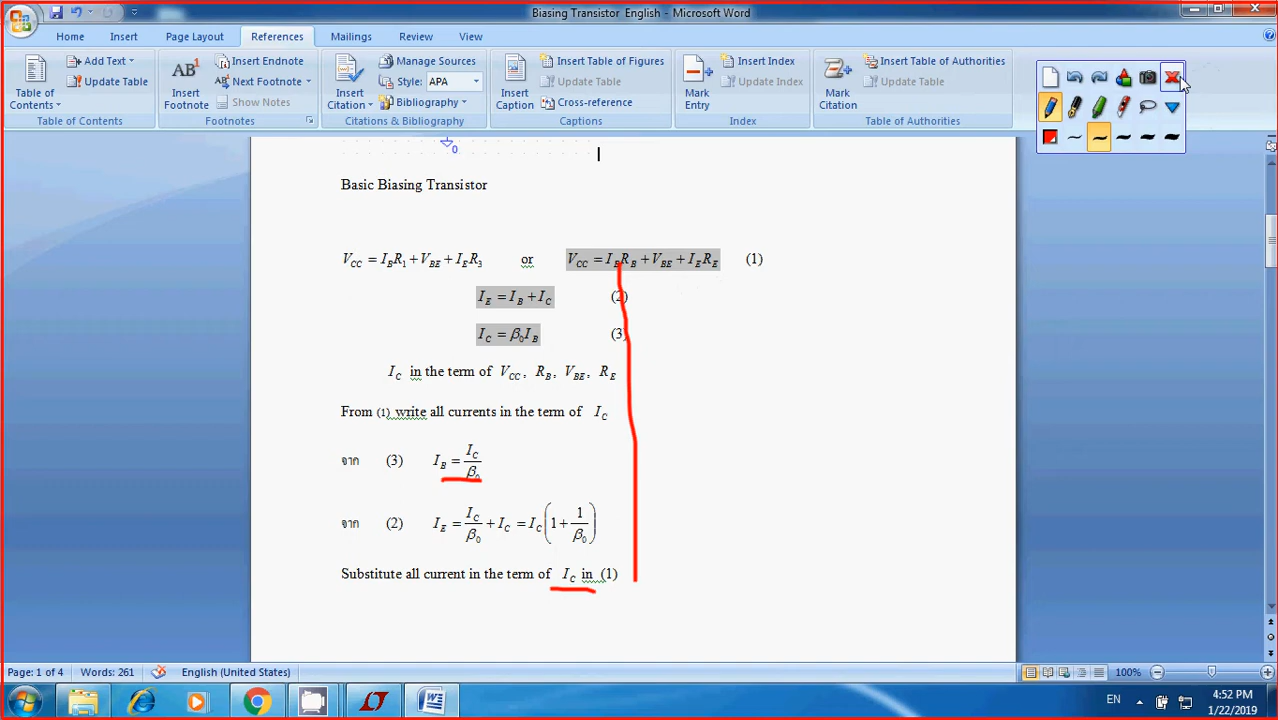 Biasing Transistor English - Microsoft Word
Home Insert Page Layout References Mailings Review View
Table of Contents
Add Text
Update Table
Table of Contents
AB¹
Insert Footnote
Insert Endnote
Next Footnote
Show Notes
Footnotes
Insert Citation
Manage Sources
Style: APA
Bibliography
Citations & Bibliography
Insert Caption
Insert Table of Figures
Update Table
Cross-reference
Captions
Mark Entry
Insert Index
Update Index
Index
Mark Citation
Insert Table of Authorities
Update Table
Table of Authorities
0
Basic Biasing Transistor
V_CC = I_B R_1 + V_BE + I_E R_3 or V_CC = I_B R_B + V_BE + I_E R_E (1)
I_E = I_B + I_C (2)
I_C = β_0 I_B (3)
I_C in the term of V_CC, R_B, V_BE, R_E
From (1) write all currents in the term of I_C
จาก (3) I_B = I_C/β_0
จาก (2) I_E = I_C/β_0 + I_C = I_C(1 + 1/β_0)
Substitute all current in the term of I_C in (1)
Page: 1 of 4 Words: 261 English (United States) 100%
EN 4:52 PM
1/22/2019